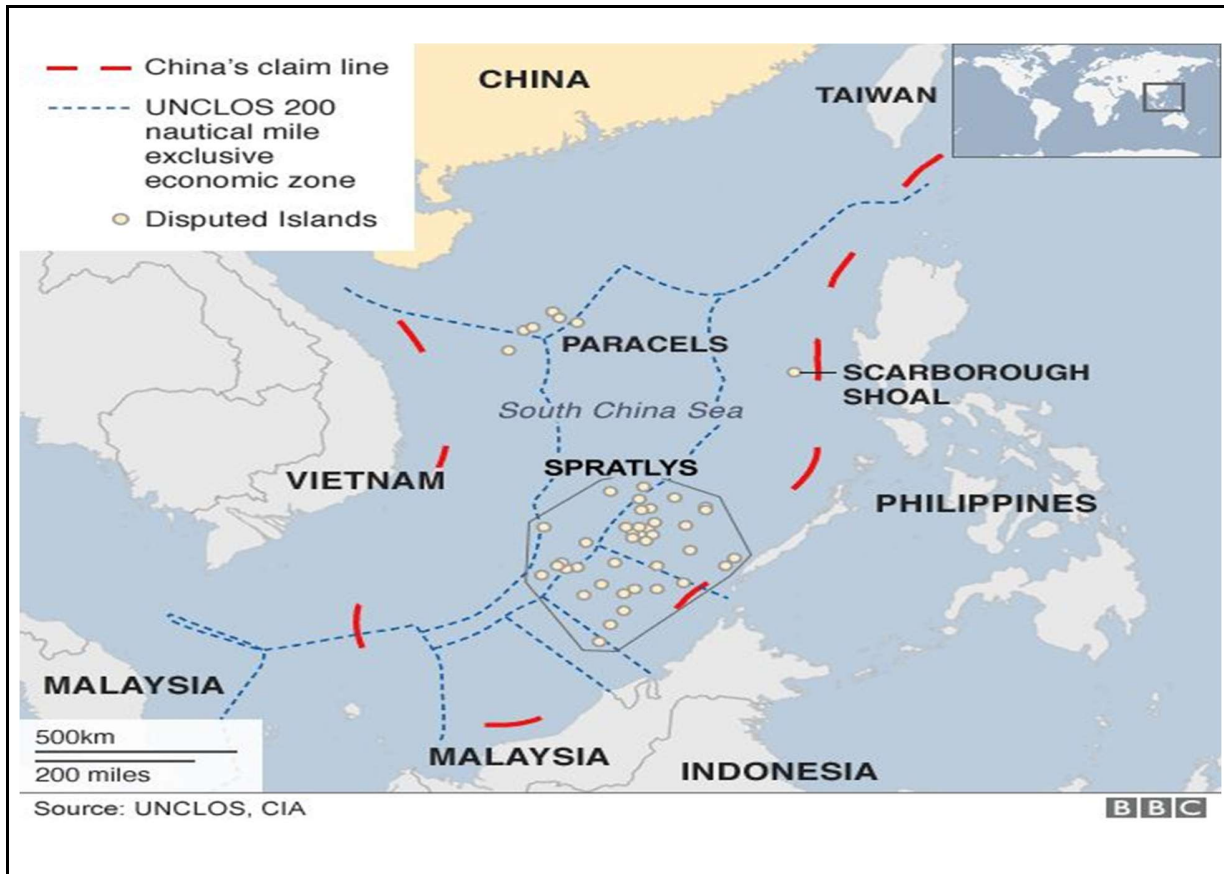 China's claim line
UNCLOS 200
nautical mile
exclusive
economic zone
Disputed Islands
CHINA
TAIWAN
PARACELS
SCARBOROUGH
SHOAL
South China Sea
SPRATLYS
VIETNAM
PHILIPPINES
MALAYSIA
MALAYSIA
INDONESIA
500km
200 miles
Source: UNCLOS, CIA
BBC